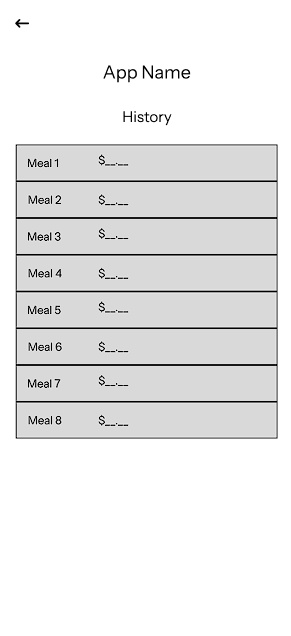 App Name
History
Meal 1 $__.__
Meal 2 $__.__
Meal 3 $__.__
Meal 4 $__.__
Meal 5 $__.__
Meal 6 $__.__
Meal 7 $__.__
Meal 8 $__.__